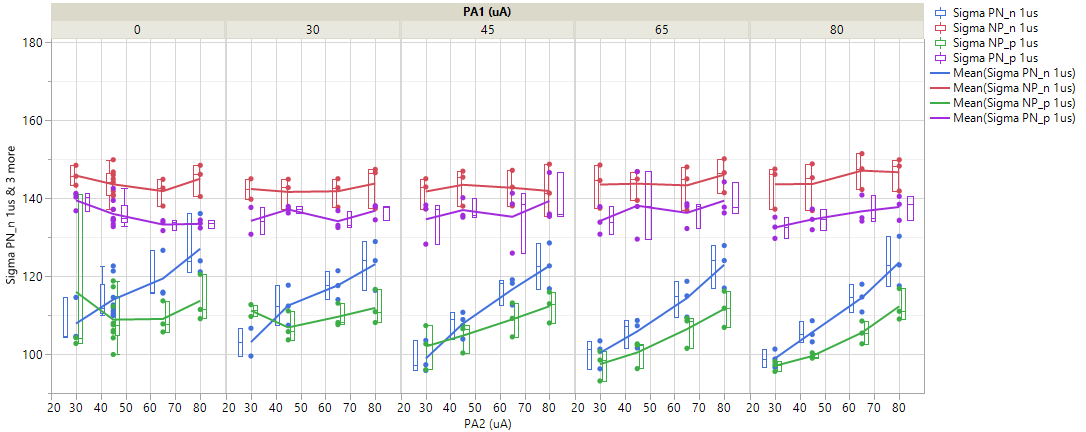 PA1 (uA)
0 30 45 65 80
Sigma PN_n 1us & 3 more
180
160
140
120
100
20 30 40 50 60 70 80 20 30 40 50 60 70 80 20 30 40 50 60 70 80 20 30 40 50 60 70 80 20 30 40 50 60 70 80
PA2 (uA)
Sigma PN_n 1us
Sigma NP_n 1us
Sigma NP_p 1us
Sigma PN_p 1us
Mean(Sigma PN_n 1us)
Mean(Sigma NP_n 1us)
Mean(Sigma NP_p 1us)
Mean(Sigma PN_p 1us)